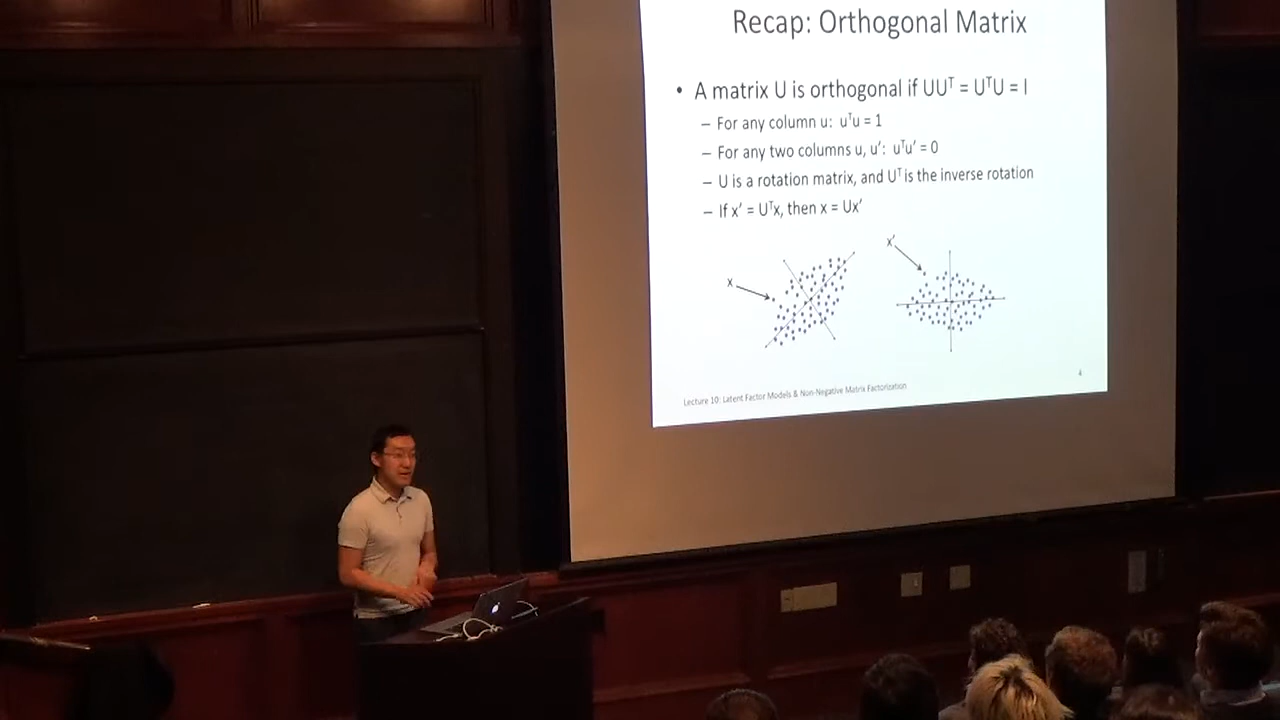 Recap: Orthogonal Matrix
• A matrix U is orthogonal if UUᵀ = UᵀU = I
– For any column u: uᵀu = 1
– For any two columns u, u': uᵀu' = 0
– U is a rotation matrix, and Uᵀ is the inverse rotation
– If x' = Uᵀx, then x = Ux'
x
x'
Lecture 10: Latent Factor Models & Non-Negative Matrix Factorization
4